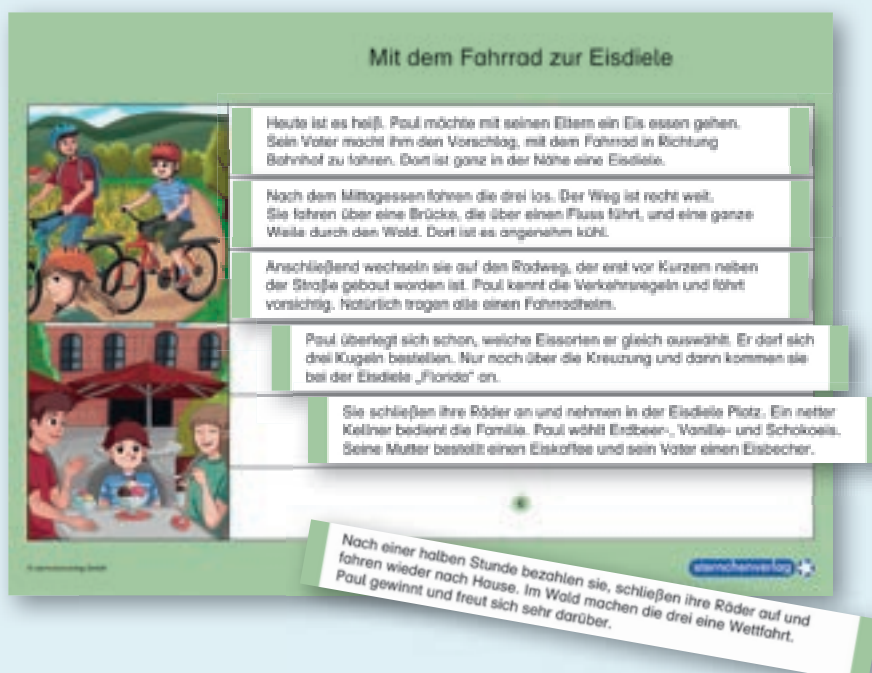 Mit dem Fahrrad zur Eisdiele
Heute ist es heiß. Paul möchte mit seinen Eltern ein Eis essen gehen.
Sein Vater macht ihm den Vorschlag, mit dem Fahrrad in Richtung
Bahnhof zu fahren. Dort ist ganz in der Nähe eine Eisdiele.
Nach dem Mittagessen fahren die drei los. Der Weg ist recht weit.
Sie fahren über eine Brücke, die über einen Fluss führt, und eine ganze
Weile durch den Wald. Dort ist es angenehm kühl.
Anschließend wechseln sie auf den Radweg, der erst vor Kurzem neben
der Straße gebaut worden ist. Paul kennt die Verkehrsregeln und fährt
vorsichtig. Natürlich tragen alle einen Fahrradhelm.
Paul überlegt sich schon, welche Eissorten er gleich auswählt. Er darf sich
drei Kugeln bestellen. Nur noch über die Kreuzung und dann kommen sie
bei der Eisdiele „Florida“ an.
Sie schließen ihre Räder an und nehmen in der Eisdiele Platz. Ein netter
Kellner bedient die Familie. Paul wählt Erdbeer-, Vanille- und Schokoeis.
Seine Mutter bestellt einen Eiskaffee und sein Vater einen Eisbecher.
6
Nach einer halben Stunde bezahlen sie, schließen ihre Räder auf und
fahren wieder nach Hause. Im Wald machen die drei eine Wettfahrt.
Paul gewinnt und freut sich sehr darüber.
© sternchenverlag GmbH
sternchenverlag